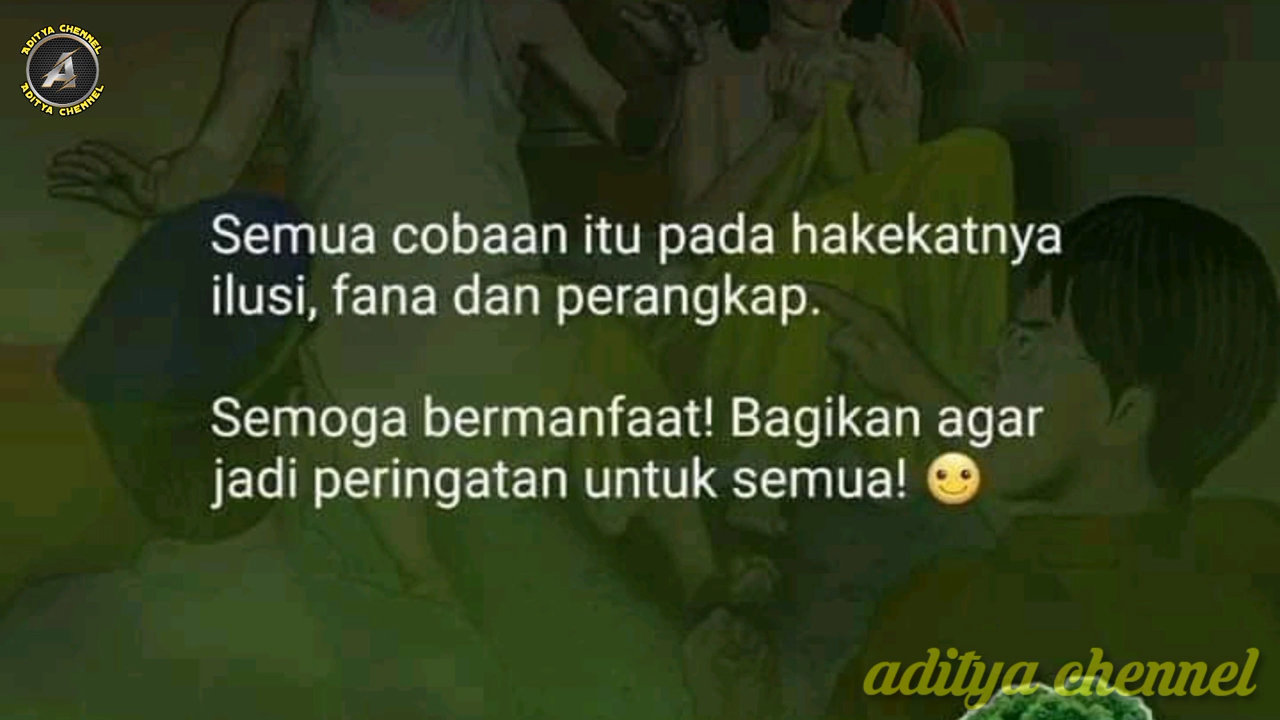 ADITYA CHENNEL
A
ADITYA CHENNEL
Semua cobaan itu pada hakekatnya
ilusi, fana dan perangkap.
Semoga bermanfaat! Bagikan agar
jadi peringatan untuk semua! 🙂
aditya chennel